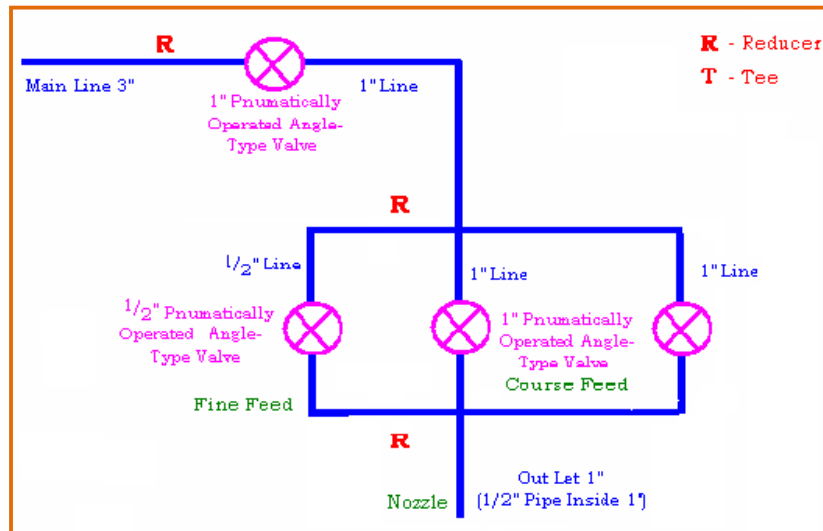 R
R - Reducer
T - Tee
Main Line 3"
1" Line
1" Pnumatically
Operated Angle-
Type Valve
R
1/2" Line
1" Line
1" Line
1/2" Pnumatically
Operated Angle-
Type Valve
1" Pnumatically
Operated Angle-
Type Valve
Course Feed
Fine Feed
R
Out Let 1"
(1/2" Pipe Inside 1")
Nozzle